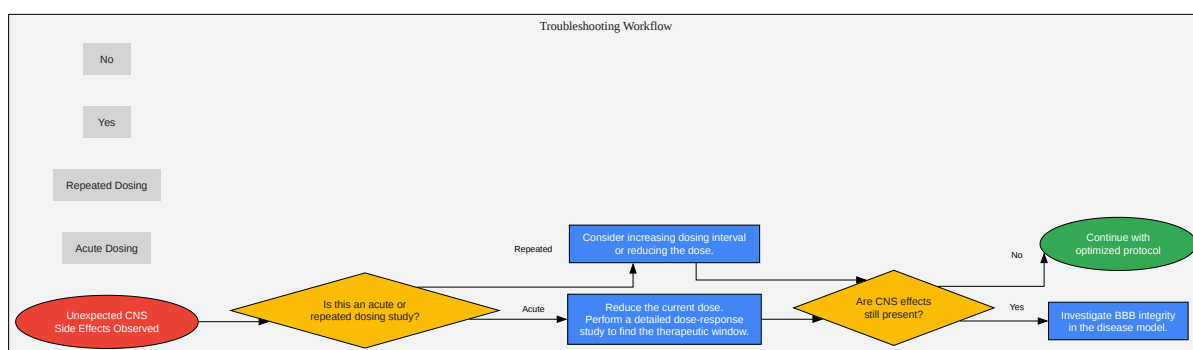 Troubleshooting Workflow
No
Yes
Repeated Dosing
Acute Dosing
Unexpected CNS
Side Effects Observed
Is this an acute or
repeated dosing study?
Repeated
Acute
Consider increasing dosing interval
or reducing the dose.
Reduce the current dose.
Perform a detailed dose-response
study to find the therapeutic window.
Are CNS effects
still present?
No
Yes
Continue with
optimized protocol
Investigate BBB integrity
in the disease model.